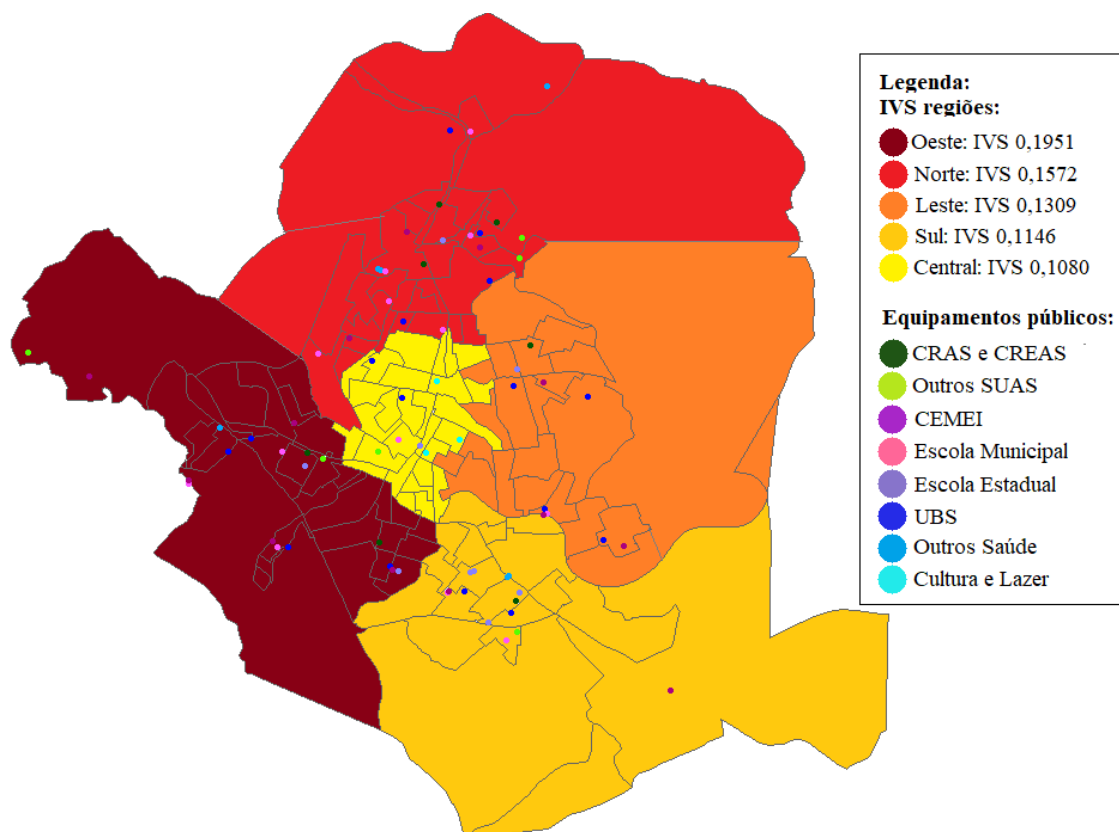 Legenda:
IVS regiões:
Oeste: IVS 0,1951
Norte: IVS 0,1572
Leste: IVS 0,1309
Sul: IVS 0,1146
Central: IVS 0,1080
Equipamentos públicos:
CRAS e CREAS
Outros SUAS
CEMEI
Escola Municipal
Escola Estadual
UBS
Outros Saúde
Cultura e Lazer